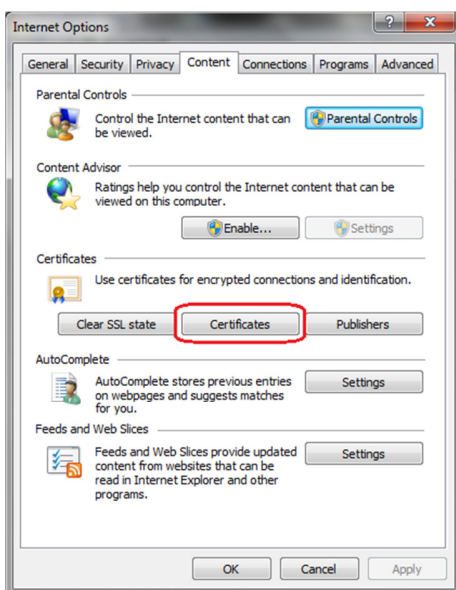 Internet Options
General Security Privacy Content Connections Programs Advanced
Parental Controls
Control the Internet content that can
be viewed.
Parental Controls
Content Advisor
Ratings help you control the Internet content that can be
viewed on this computer.
Enable... Settings
Certificates
Use certificates for encrypted connections and identification.
Clear SSL state Certificates Publishers
AutoComplete
AutoComplete stores previous entries
on webpages and suggests matches
for you.
Settings
Feeds and Web Slices
Feeds and Web Slices provide updated
content from websites that can be
read in Internet Explorer and other
programs.
Settings
OK Cancel Apply